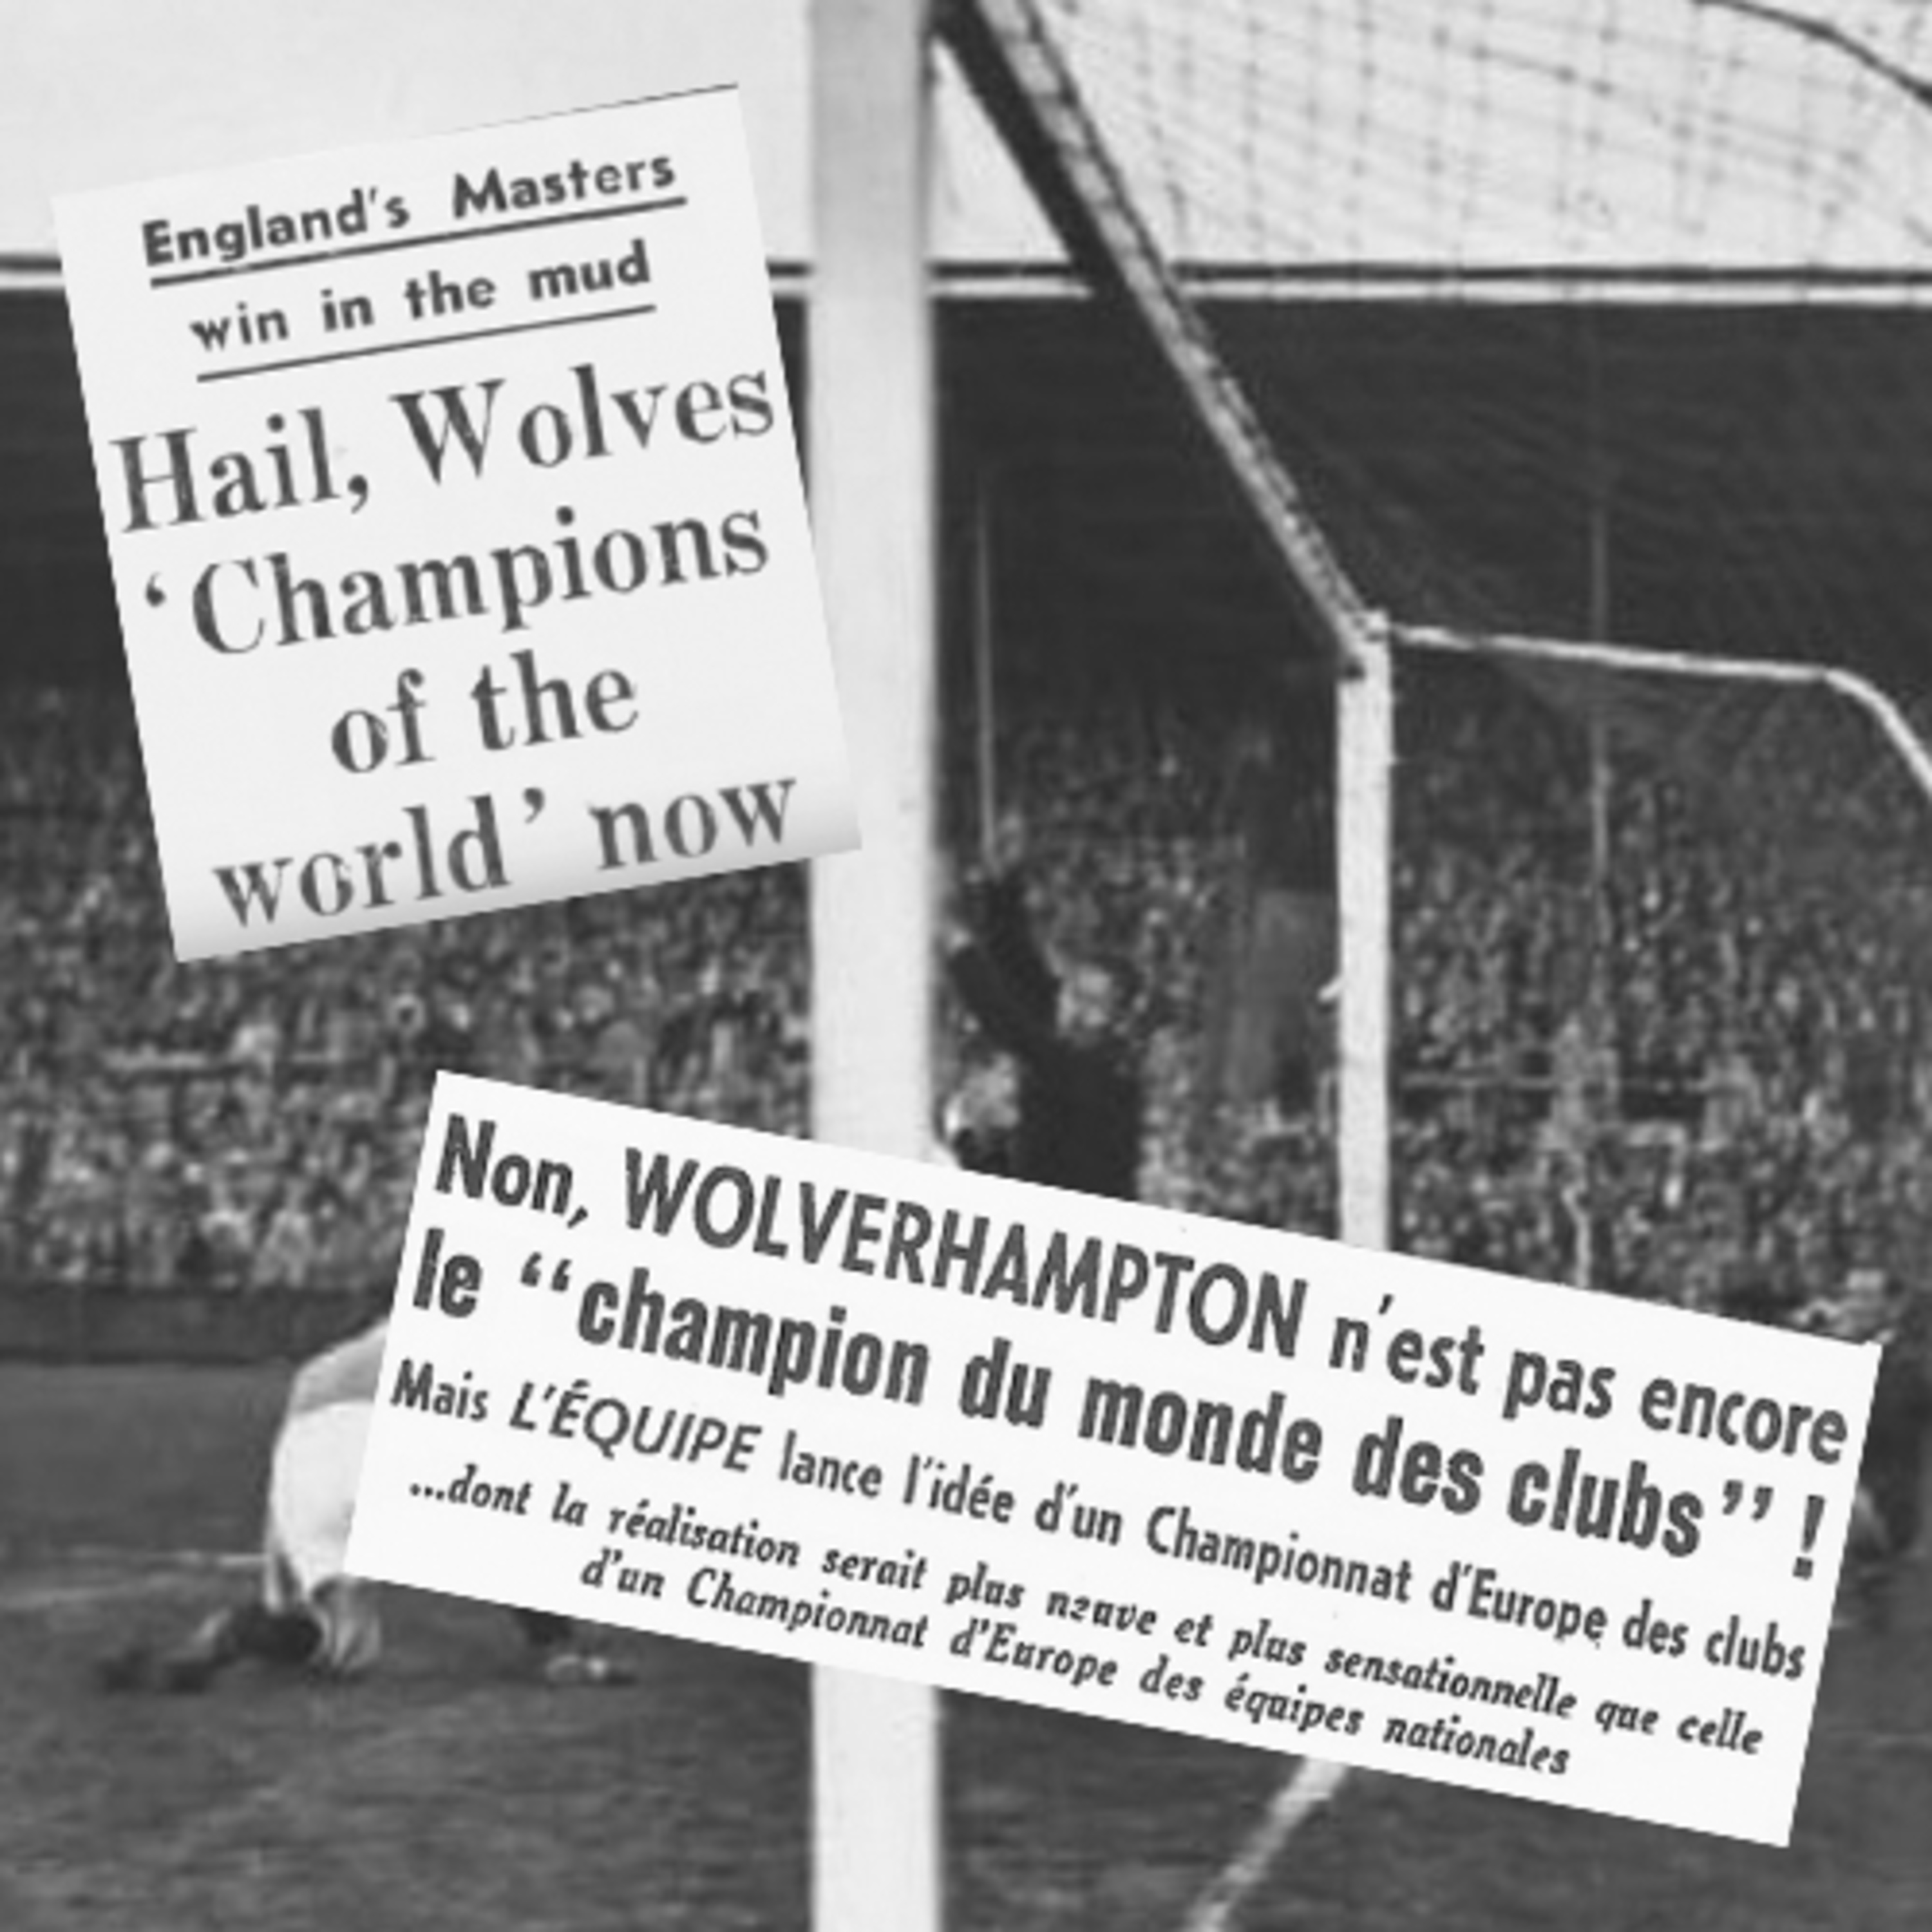 England's Masters
win in the mud
Hail, Wolves
‘Champions
of the
world’ now
Non, WOLVERHAMPTON n'est pas encore
le “champion du monde des clubs” !
Mais L'ÉQUIPE lance l'idée d'un Championnat d'Europe des clubs
...dont la réalisation serait plus et plus sensationnelle que celle
d'un Championnat d'Europe des équipes nationales